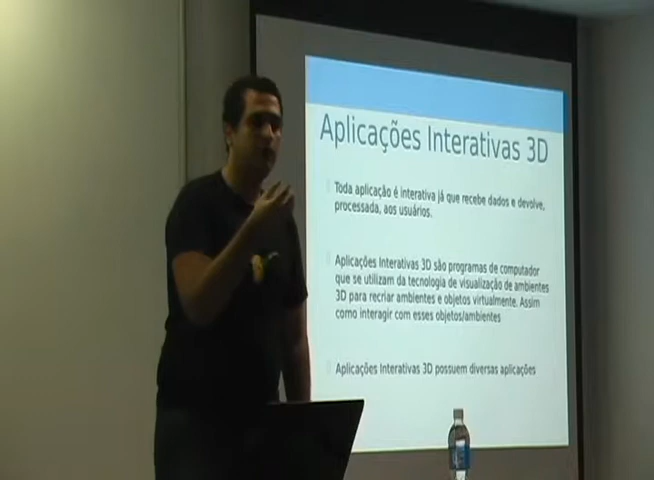 Aplicações Interativas 3D
Toda aplicação é interativa já que recebe dados e devolve,
processada, aos usuários.
Aplicações Interativas 3D são programas de computador
que se utilizam da tecnologia de visualização de ambientes
3D para recriar ambientes e objetos virtualmente. Assim
como interagir com esses objetos/ambientes
Aplicações Interativas 3D possuem diversas aplicações